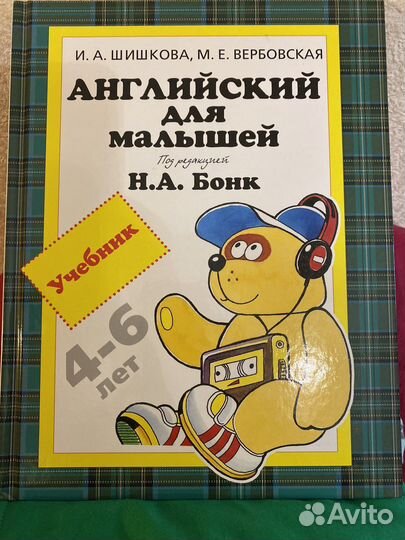 И. А. ШИШКОВА, М. Е. ВЕРБОВСКАЯ
АНГЛИЙСКИЙ
ДЛЯ
МАЛЫШЕЙ
Под редакцией
Н.А. Бонк
Учебник
4-6
лет
Avito